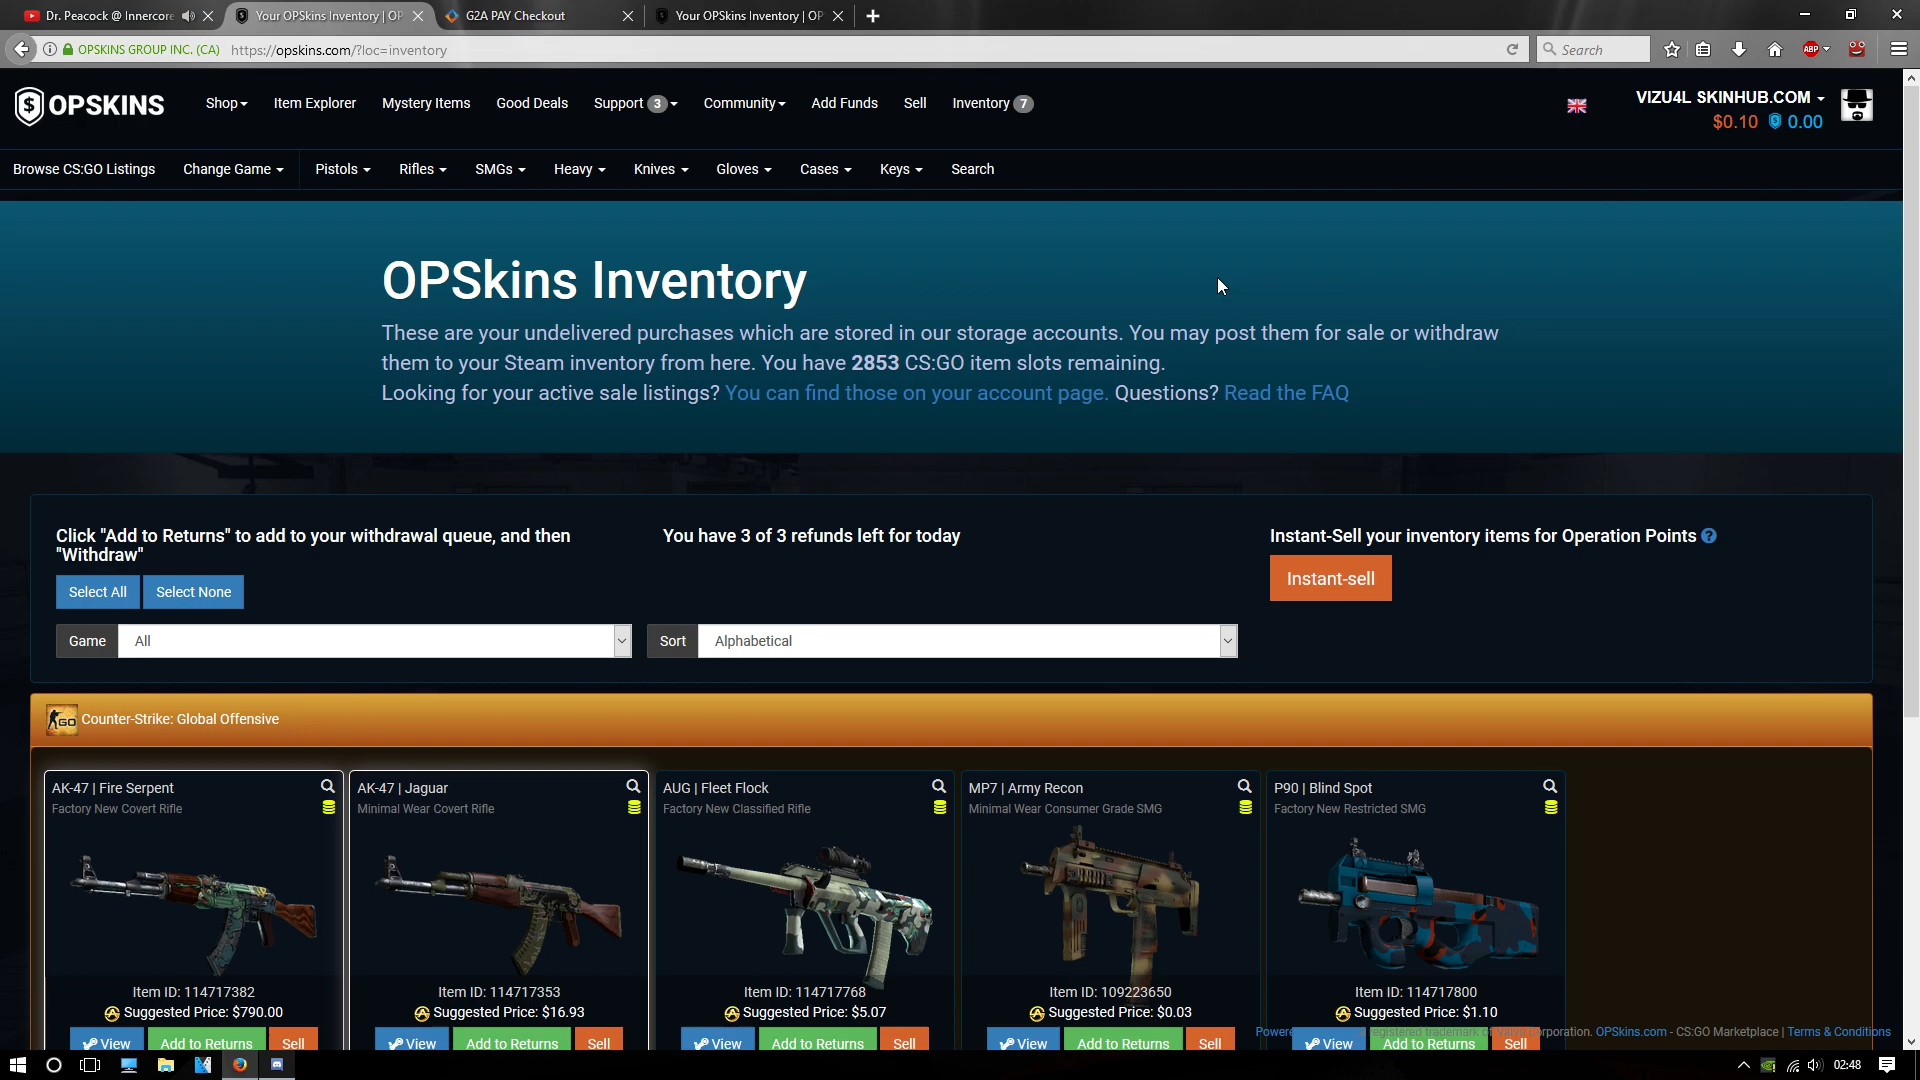 Dr. Peacock @ Innercore
Your OPSkins Inventory | OP
G2A PAY Checkout
Your OPSkins Inventory | OP
OPSKINS GROUP INC. (CA)
https://opskins.com/?loc=inventory
Search
ABP
OPSKINS
Shop
Item Explorer
Mystery Items
Good Deals
Support 3
Community
Add Funds
Sell
Inventory 7
VIZU4L SKINHUB.COM
$0.10
0.00
Browse CS:GO Listings
Change Game
Pistols
Rifles
SMGs
Heavy
Knives
Gloves
Cases
Keys
Search
OPSkins Inventory
These are your undelivered purchases which are stored in our storage accounts. You may post them for sale or withdraw
them to your Steam inventory from here. You have 2853 CS:GO item slots remaining.
Looking for your active sale listings? You can find those on your account page. Questions? Read the FAQ
Click "Add to Returns" to add to your withdrawal queue, and then
"Withdraw"
Select All
Select None
You have 3 of 3 refunds left for today
Instant-Sell your inventory items for Operation Points ?
Instant-sell
Game
All
Sort
Alphabetical
GO
Counter-Strike: Global Offensive
AK-47 | Fire Serpent
Factory New Covert Rifle
Item ID: 114717382
Suggested Price: $790.00
View
Add to Returns
Sell
AK-47 | Jaguar
Minimal Wear Covert Rifle
Item ID: 114717353
Suggested Price: $16.93
View
Add to Returns
Sell
AUG | Fleet Flock
Factory New Classified Rifle
Item ID: 114717768
Suggested Price: $5.07
View
Add to Returns
Sell
MP7 | Army Recon
Minimal Wear Consumer Grade SMG
Item ID: 109223650
Suggested Price: $0.03
View
Add to Returns
Sell
P90 | Blind Spot
Factory New Restricted SMG
Item ID: 114717800
Suggested Price: $1.10
View
Add to Returns
Sell
registered trademark of Valve Corporation. OPSkins.com - CS:GO Marketplace | Terms & Conditions
02:48